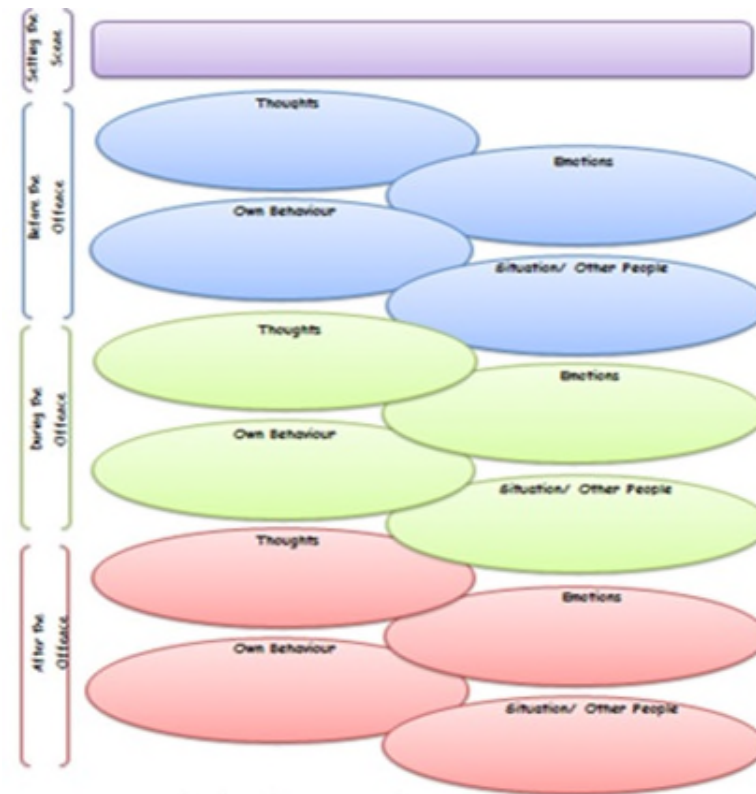 Setting the
Scene
Before the
Offence
Thoughts
Emotions
Own Behaviour
Situation/ Other People
During the
Offence
Thoughts
Emotions
Own Behaviour
Situation/ Other People
After the
Offence
Thoughts
Emotions
Own Behaviour
Situation/ Other People